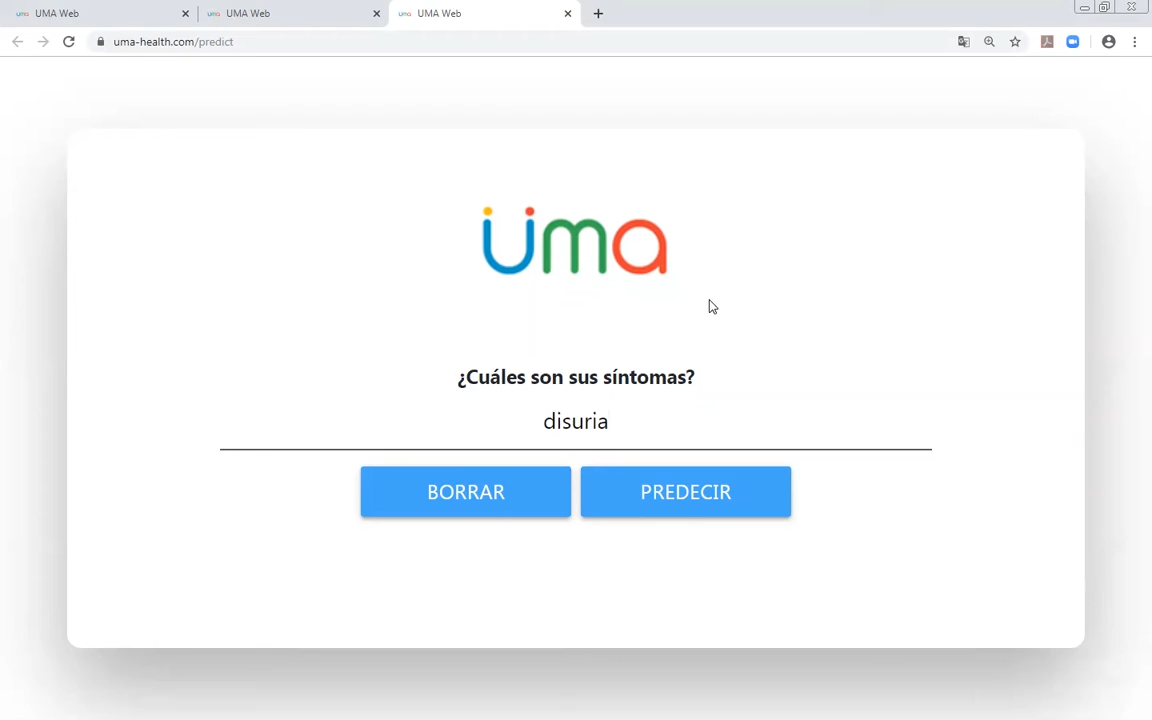 UMA Web
UMA Web
UMA Web
uma-health.com/predict
uma
¿Cuáles son sus síntomas?
disuria
BORRAR
PREDECIR